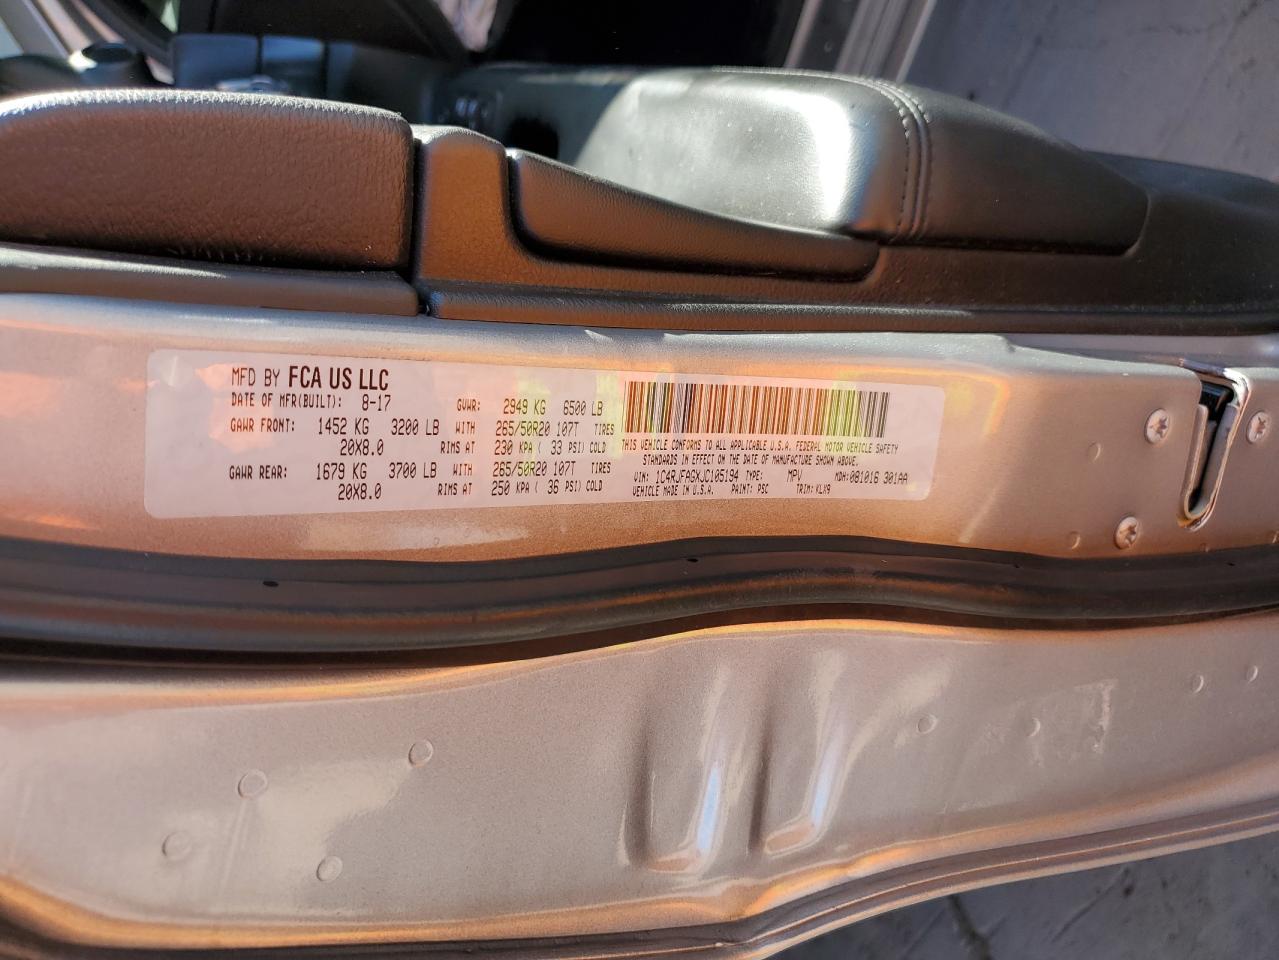 MFD BY FCA US LLC
DATE OF MFR(BUILT): 8-17 GVWR: 2949 KG 6500 LB
GAWR FRONT: 1452 KG 3200 LB WITH 265/50R20 107T TIRES
20X8.0 RIMS AT 230 KPA ( 33 PSI) COLD
GAWR REAR: 1679 KG 3700 LB WITH 265/50R20 107T TIRES
20X8.0 RIMS AT 250 KPA ( 36 PSI) COLD
THIS VEHICLE CONFORMS TO ALL APPLICABLE U.S.A. FEDERAL MOTOR VEHICLE SAFETY
STANDARDS IN EFFECT ON THE DATE OF MANUFACTURE SHOWN ABOVE.
VIN: 1C4RJFAGXJC105194 TYPE: MPV MDH: 081016 301AA
VEHICLE MADE IN U.S.A. PAINT: PSC TRIM: KLX9